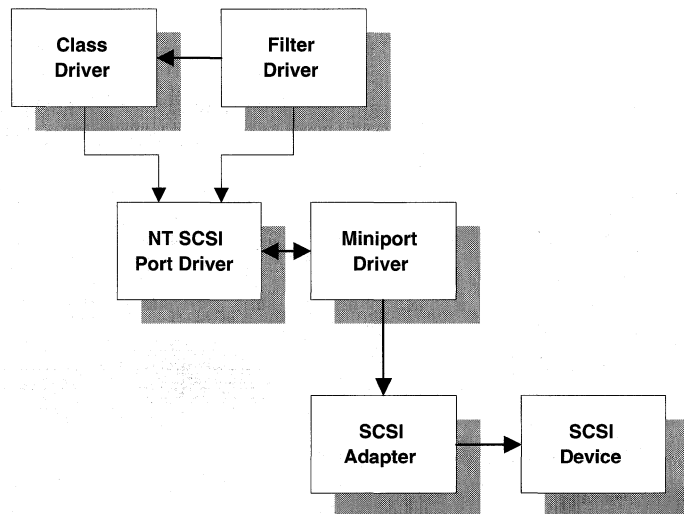 Class
Driver
Filter
Driver
NT SCSI
Port Driver
Miniport
Driver
SCSI
Adapter
SCSI
Device